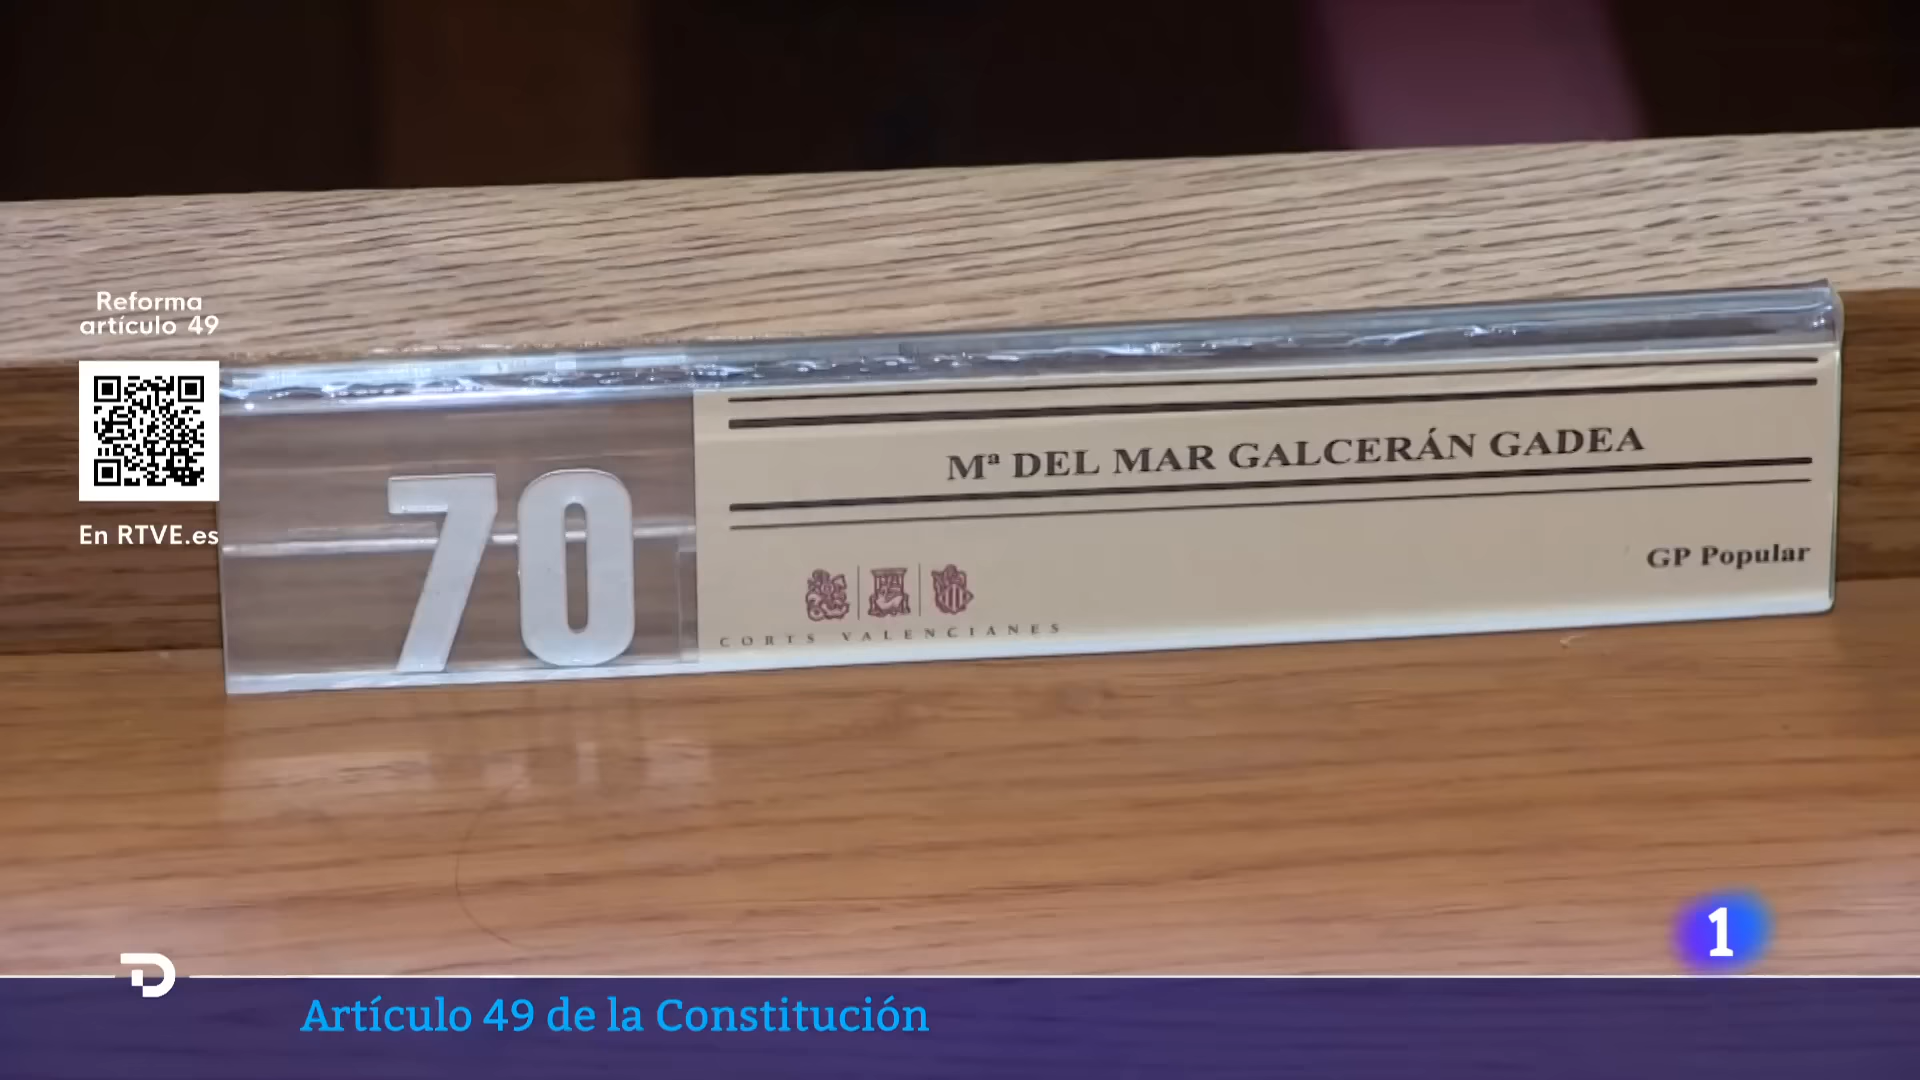 Reforma
artículo 49
En RTVE.es
70
Mª DEL MAR GALCERÁN GADEA
GP Popular
CORTS VALENCIANES
1
Artículo 49 de la Constitución